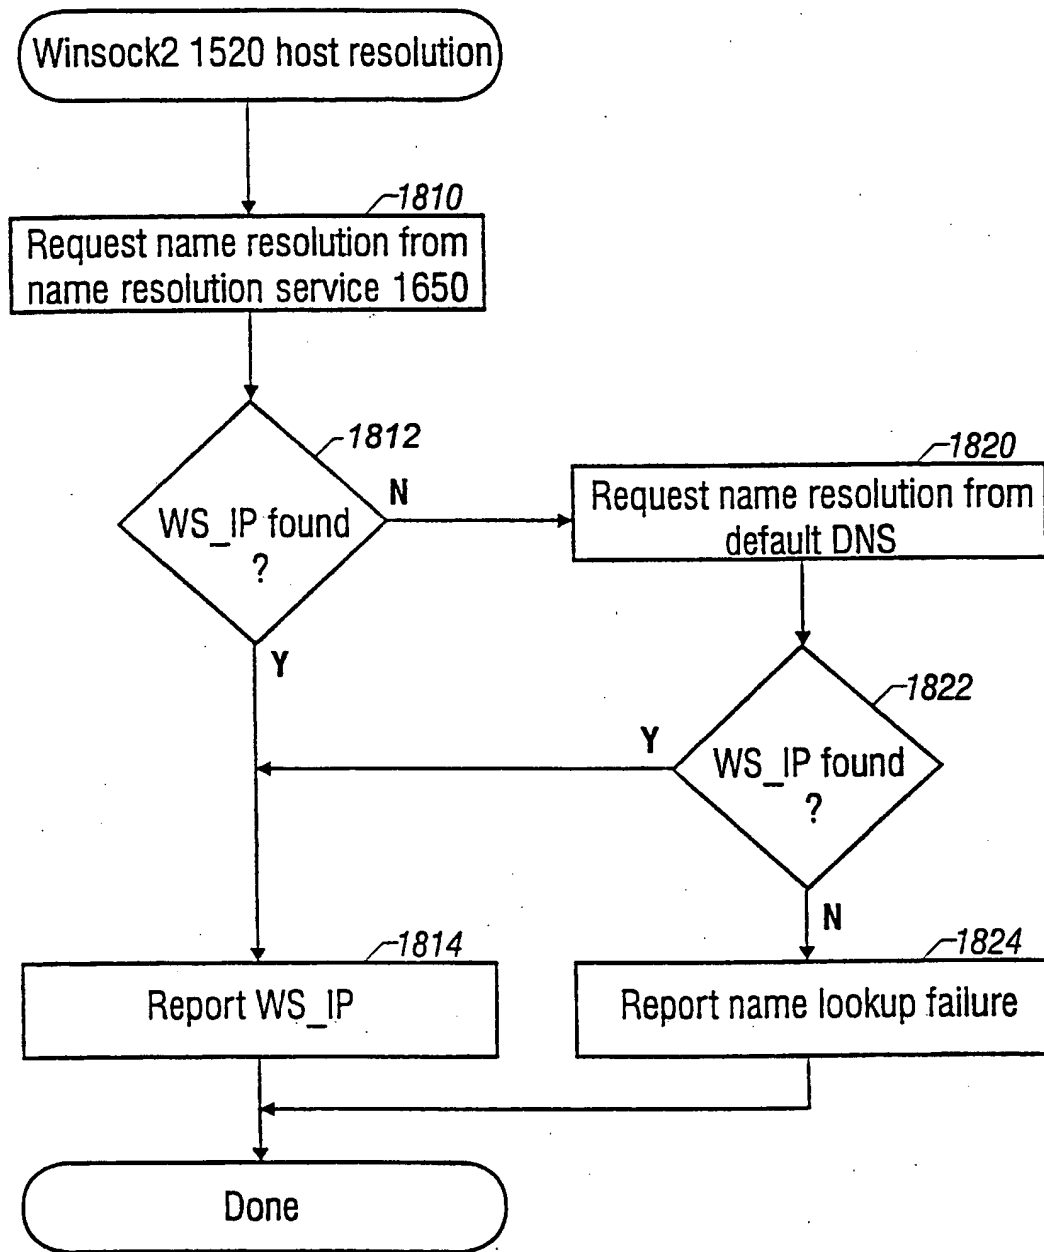 Winsock2 1520 host resolution
1810
Request name resolution from
name resolution service 1650
1812
WS_IP found
?
N
Y
1820
Request name resolution from
default DNS
1822
WS_IP found
?
Y
N
1814
Report WS_IP
1824
Report name lookup failure
Done